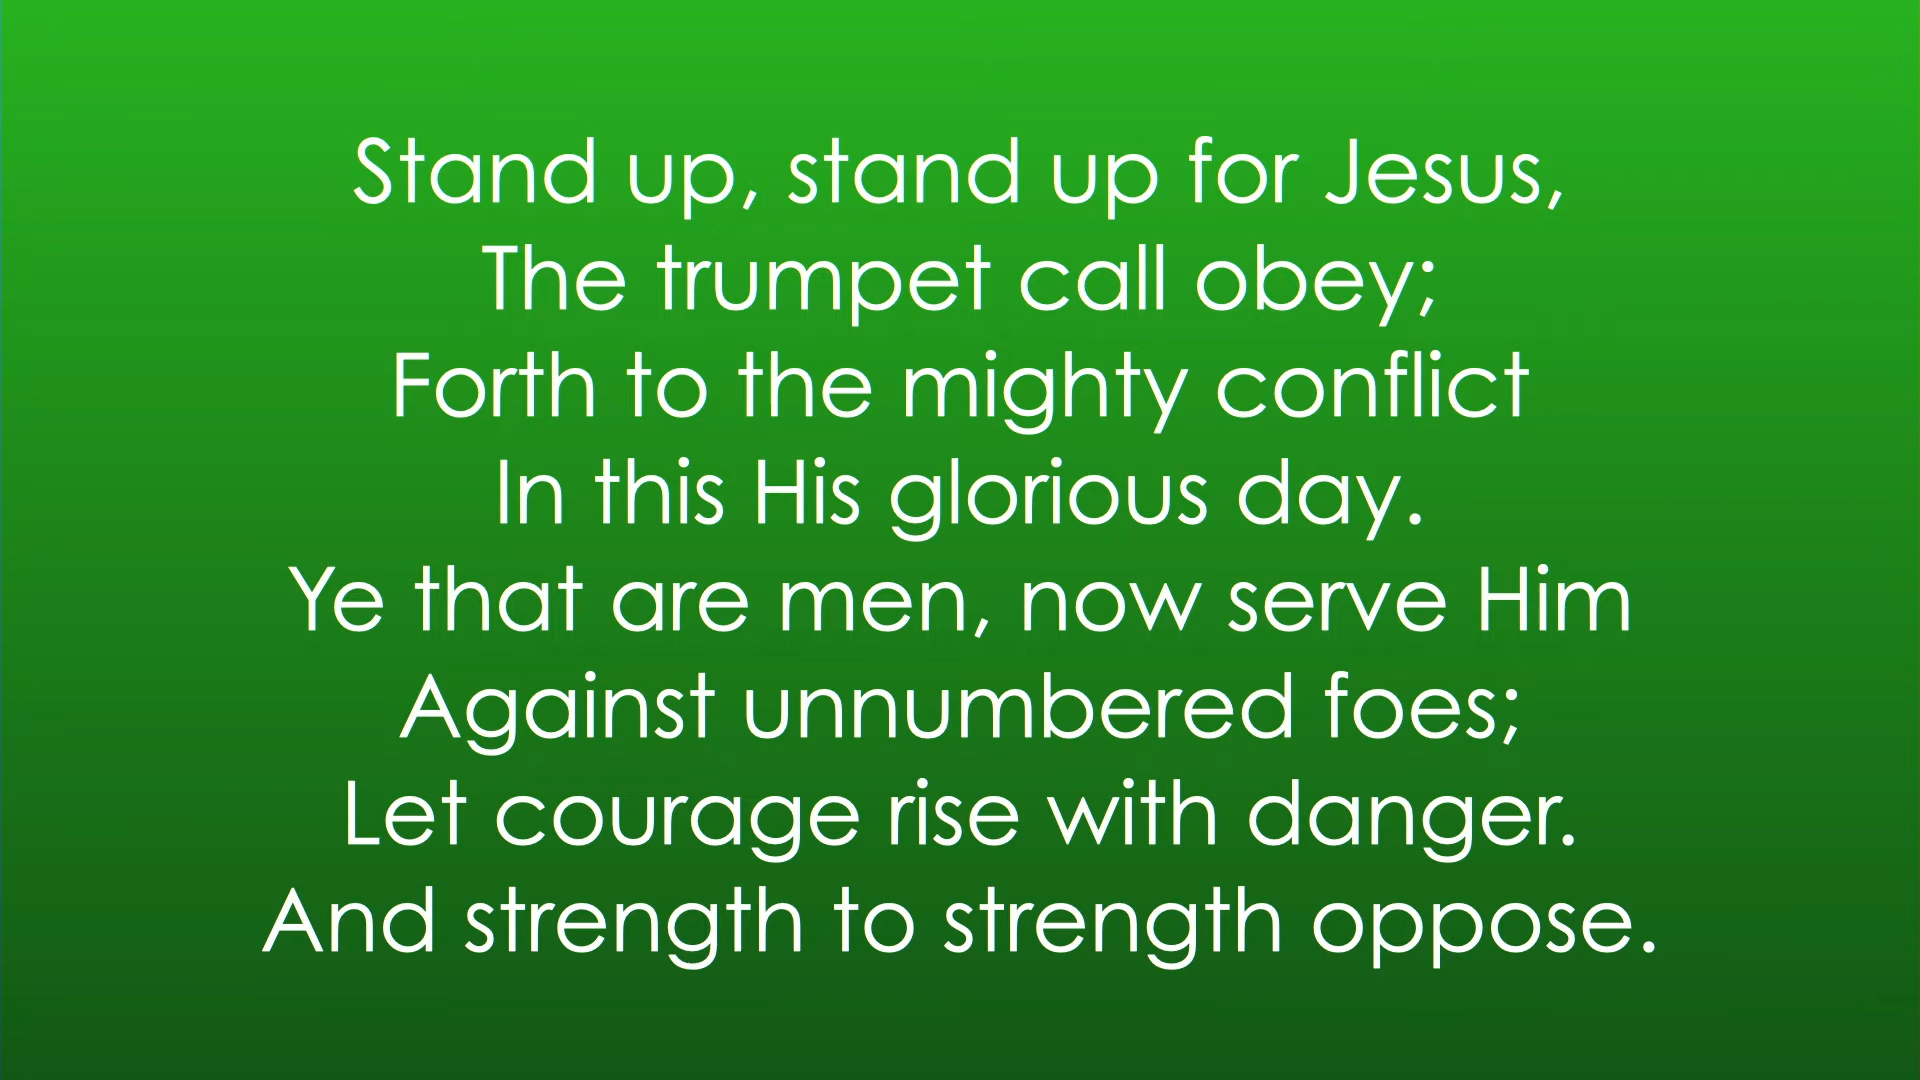 Stand up, stand up for Jesus,
The trumpet call obey;
Forth to the mighty conflict
In this His glorious day.
Ye that are men, now serve Him
Against unnumbered foes;
Let courage rise with danger.
And strength to strength oppose.